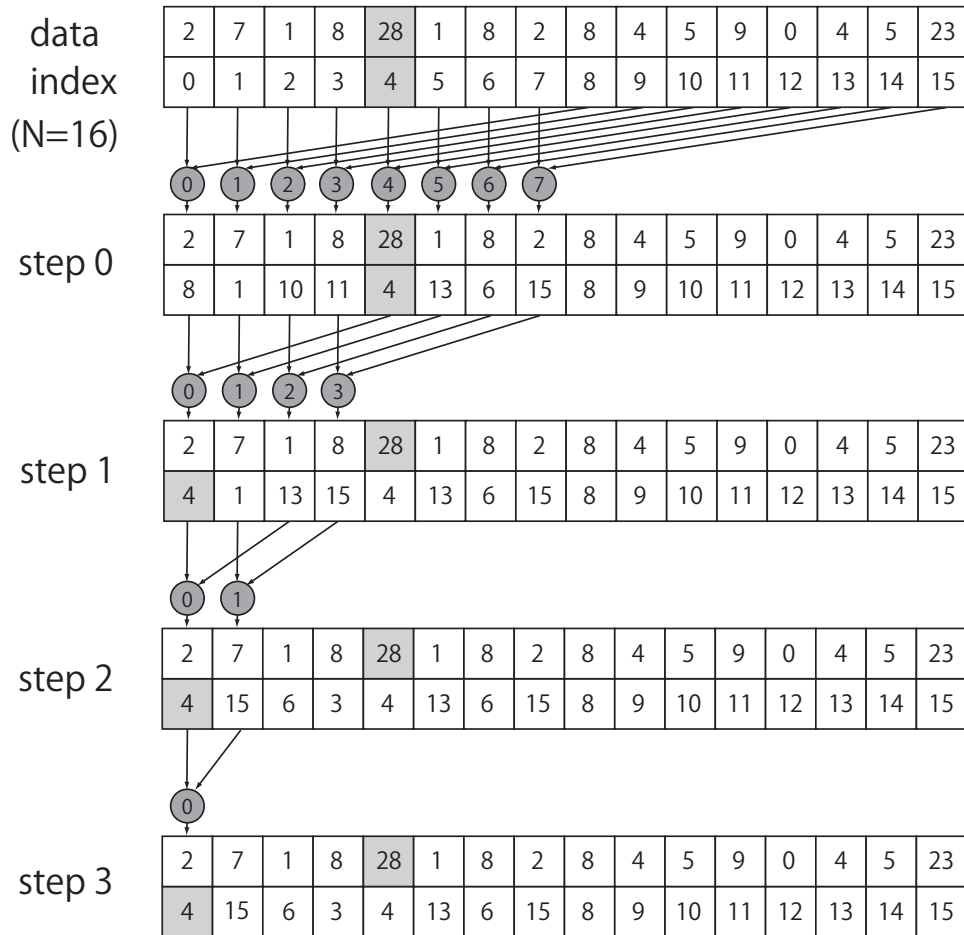 data 2 7 1 8 28 1 8 2 8 4 5 9 0 4 5 23
index 0 1 2 3 4 5 6 7 8 9 10 11 12 13 14 15
(N=16)
0 1 2 3 4 5 6 7
step 0
2 7 1 8 28 1 8 2 8 4 5 9 0 4 5 23
8 1 10 11 4 13 6 15 8 9 10 11 12 13 14 15
0 1 2 3
step 1
2 7 1 8 28 1 8 2 8 4 5 9 0 4 5 23
4 1 13 15 4 13 6 15 8 9 10 11 12 13 14 15
0 1
step 2
2 7 1 8 28 1 8 2 8 4 5 9 0 4 5 23
4 15 6 3 4 13 6 15 8 9 10 11 12 13 14 15
0
step 3
2 7 1 8 28 1 8 2 8 4 5 9 0 4 5 23
4 15 6 3 4 13 6 15 8 9 10 11 12 13 14 15